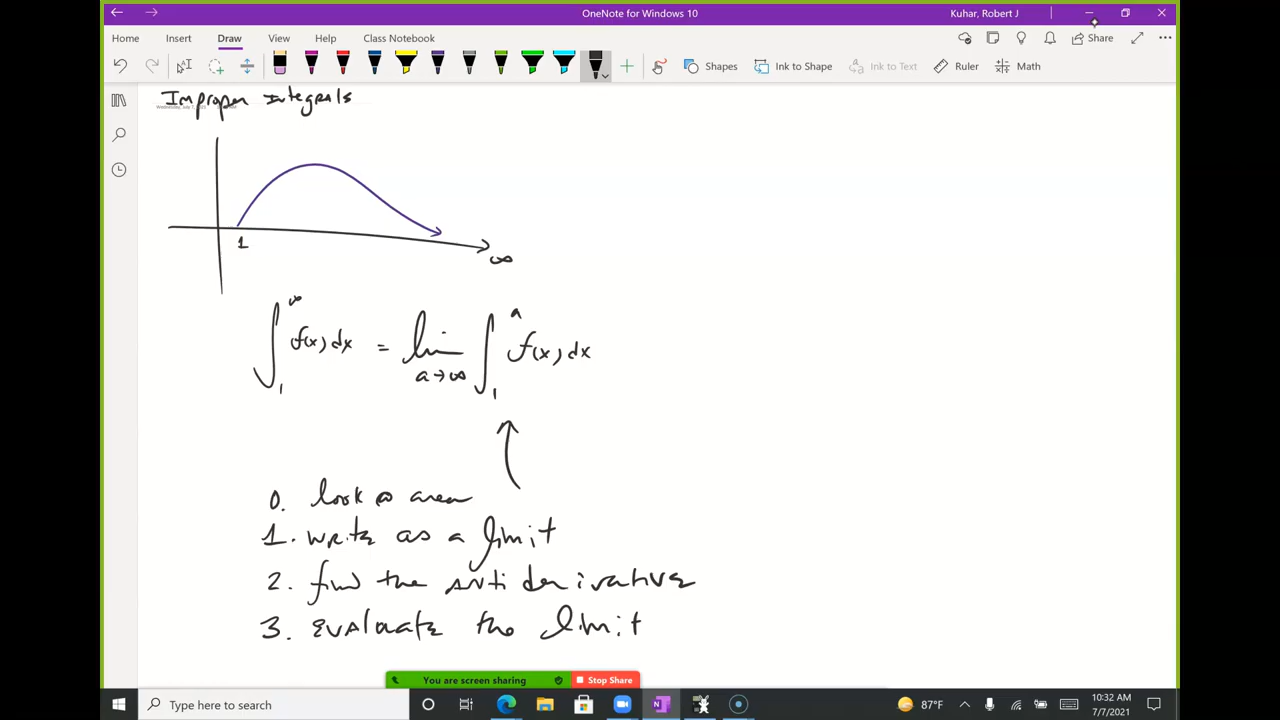 OneNote for Windows 10
Kuhar, Robert J
Home Insert Draw View Help Class Notebook
Share
Shapes Ink to Shape Ink to Text Ruler Math
Improper Integrals
1
∞
∫₁^∞ f(x) dx = lim a→∞ ∫₁^a f(x) dx
0. look @ area
1. write as a limit
2. find the antiderivative
3. evaluate the limit
You are screen sharing Stop Share
Type here to search
87°F
10:32 AM
7/7/2021